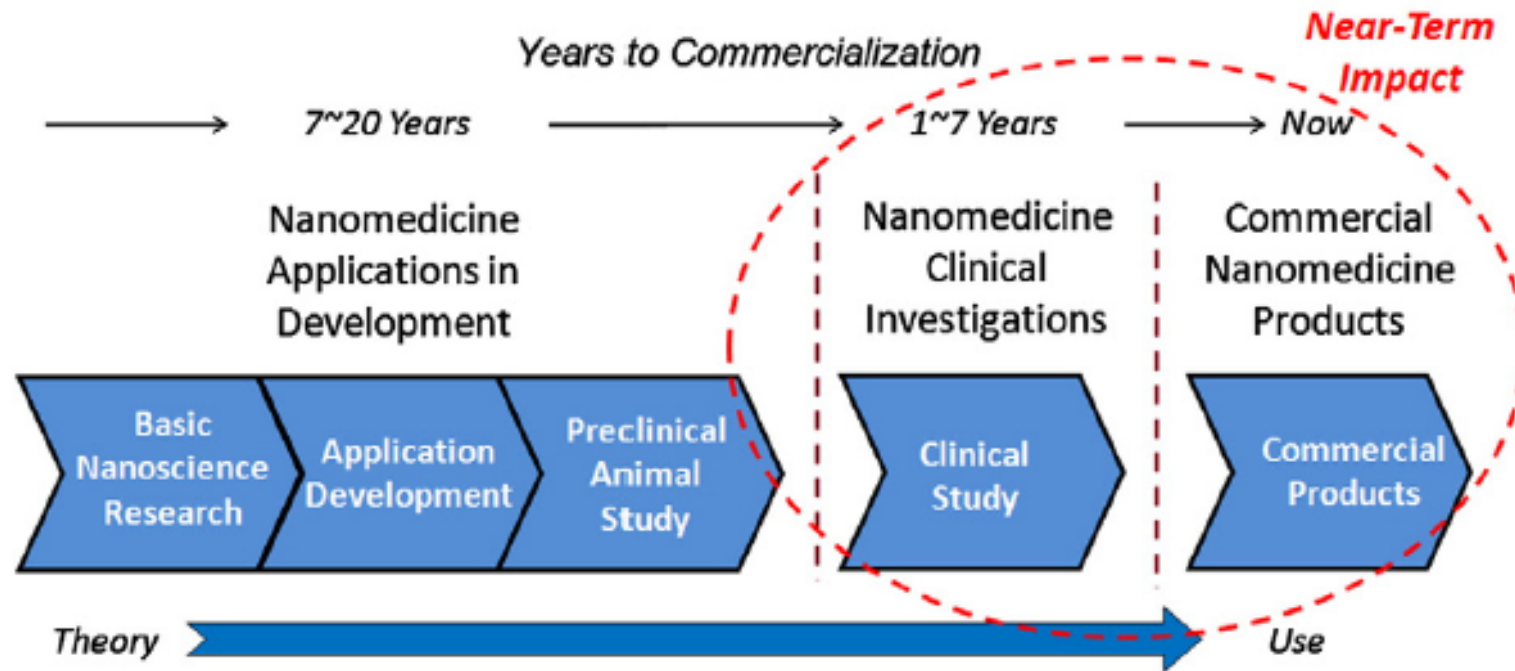 Years to Commercialization
Near-Term
Impact
7~20 Years
1~7 Years
Now
Nanomedicine
Applications in
Development
Nanomedicine
Clinical
Investigations
Commercial
Nanomedicine
Products
Basic
Nanoscience
Research
Application
Development
Preclinical
Animal
Study
Clinical
Study
Commercial
Products
Theory
Use